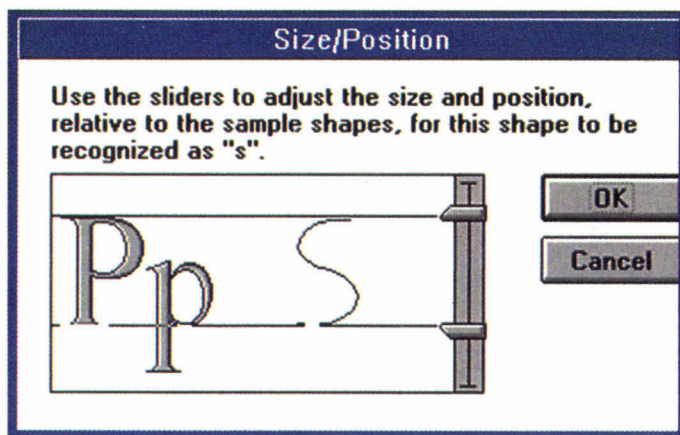 Size/Position
Use the sliders to adjust the size and position,
relative to the sample shapes, for this shape to be
recognized as "s".
P p S
OK
Cancel